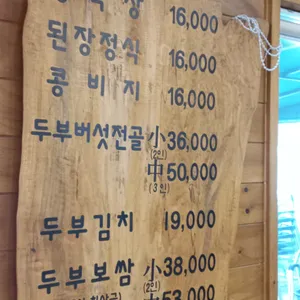 16,000
된장정식 16,000
콩비지 16,000
두부버섯전골 小 36,000
(2인)
中 50,000
(3인)
두부김치 19,000
두부보쌈 小 38,000
(2인)
53,000